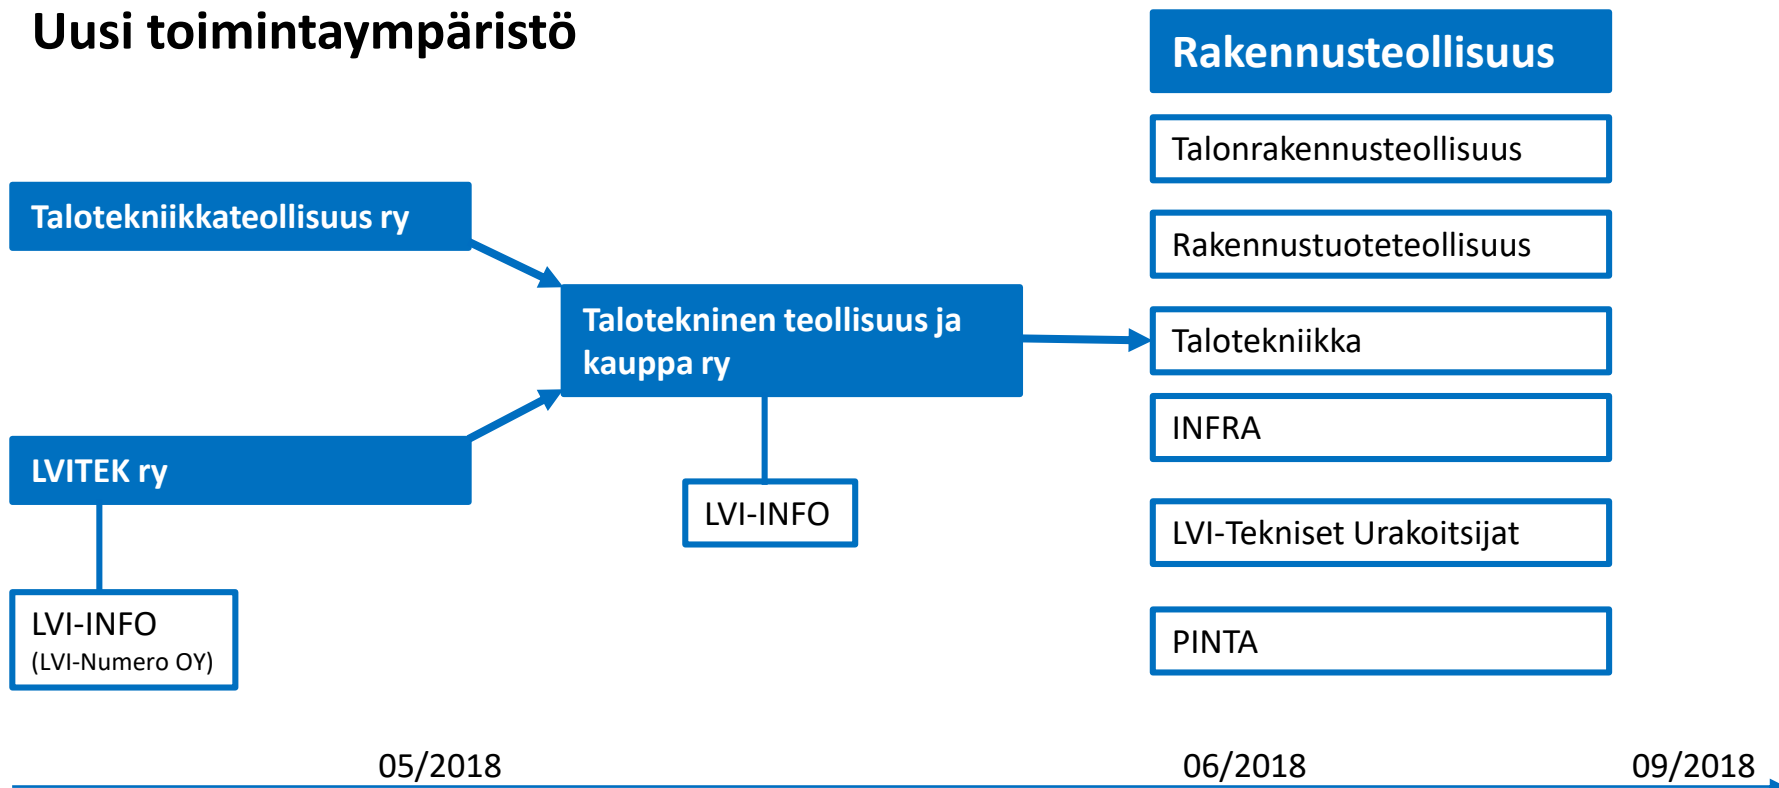 Uusi toimintaympäristö
Rakennusteollisuus
Talonrakennusteollisuus
Talotekniikkateollisuus ry
Rakennustuoteteollisuus
Talotekninen teollisuus ja
kauppa ry
Talotekniikka
INFRA
LVITEK ry
LVI-INFO
LVI-Tekniset Urakoitsijat
LVI-INFO
(LVI-Numero OY)
PINTA
05/2018
06/2018
09/2018